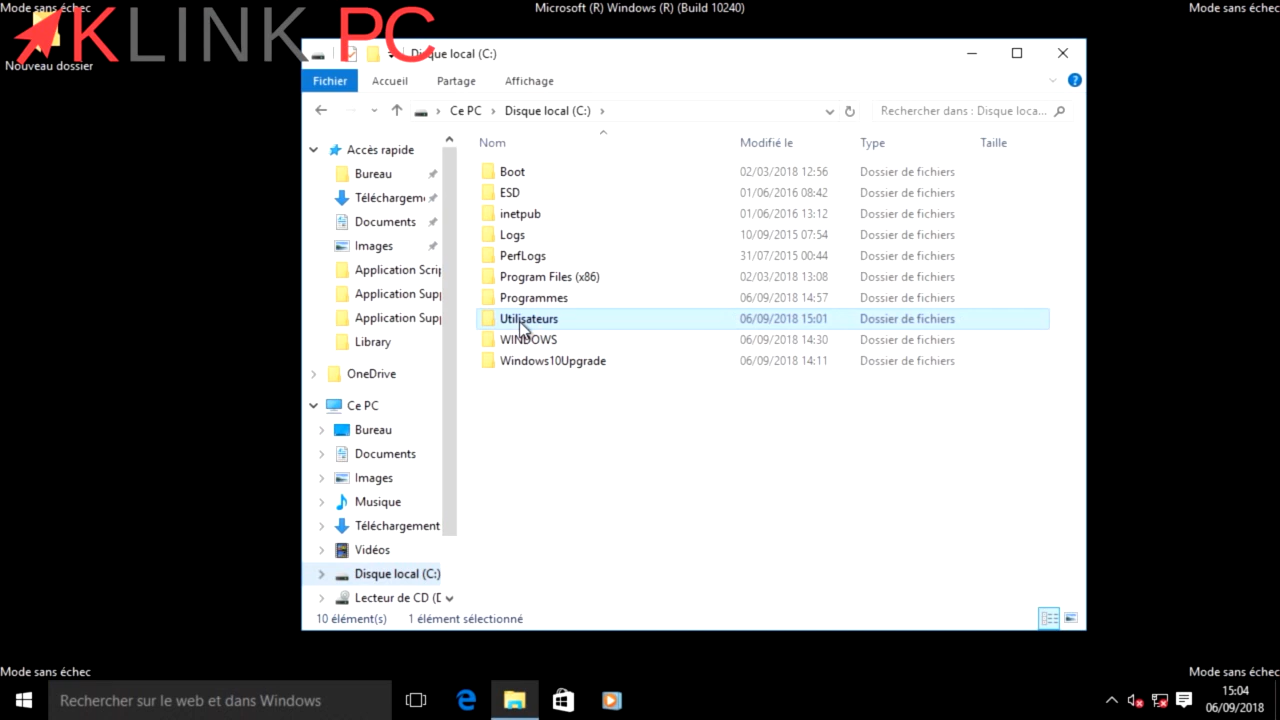 Mode sans échec
Microsoft (R) Windows (R) (Build 10240)
Mode sans échec
KLINK PC
Nouveau dossier
Disque local (C:)
Fichier
Accueil
Partage
Affichage
Ce PC
Disque local (C:)
Rechercher dans : Disque loca...
Nom
Modifié le
Type
Taille
Accès rapide
Bureau
Téléchargem
Documents
Images
Application Scrip
Application Supp
Application Supp
Library
OneDrive
Ce PC
Bureau
Documents
Images
Musique
Téléchargement
Vidéos
Disque local (C:)
Lecteur de CD (D
Boot 02/03/2018 12:56 Dossier de fichiers
ESD 01/06/2016 08:42 Dossier de fichiers
inetpub 01/06/2016 13:12 Dossier de fichiers
Logs 10/09/2015 07:54 Dossier de fichiers
PerfLogs 31/07/2015 00:44 Dossier de fichiers
Program Files (x86) 02/03/2018 13:08 Dossier de fichiers
Programmes 06/09/2018 14:57 Dossier de fichiers
Utilisateurs 06/09/2018 15:01 Dossier de fichiers
WINDOWS 06/09/2018 14:30 Dossier de fichiers
Windows10Upgrade 06/09/2018 14:11 Dossier de fichiers
10 élément(s)
1 élément sélectionné
Mode sans échec
Mode sans échec
Rechercher sur le web et dans Windows
15:04
06/09/2018